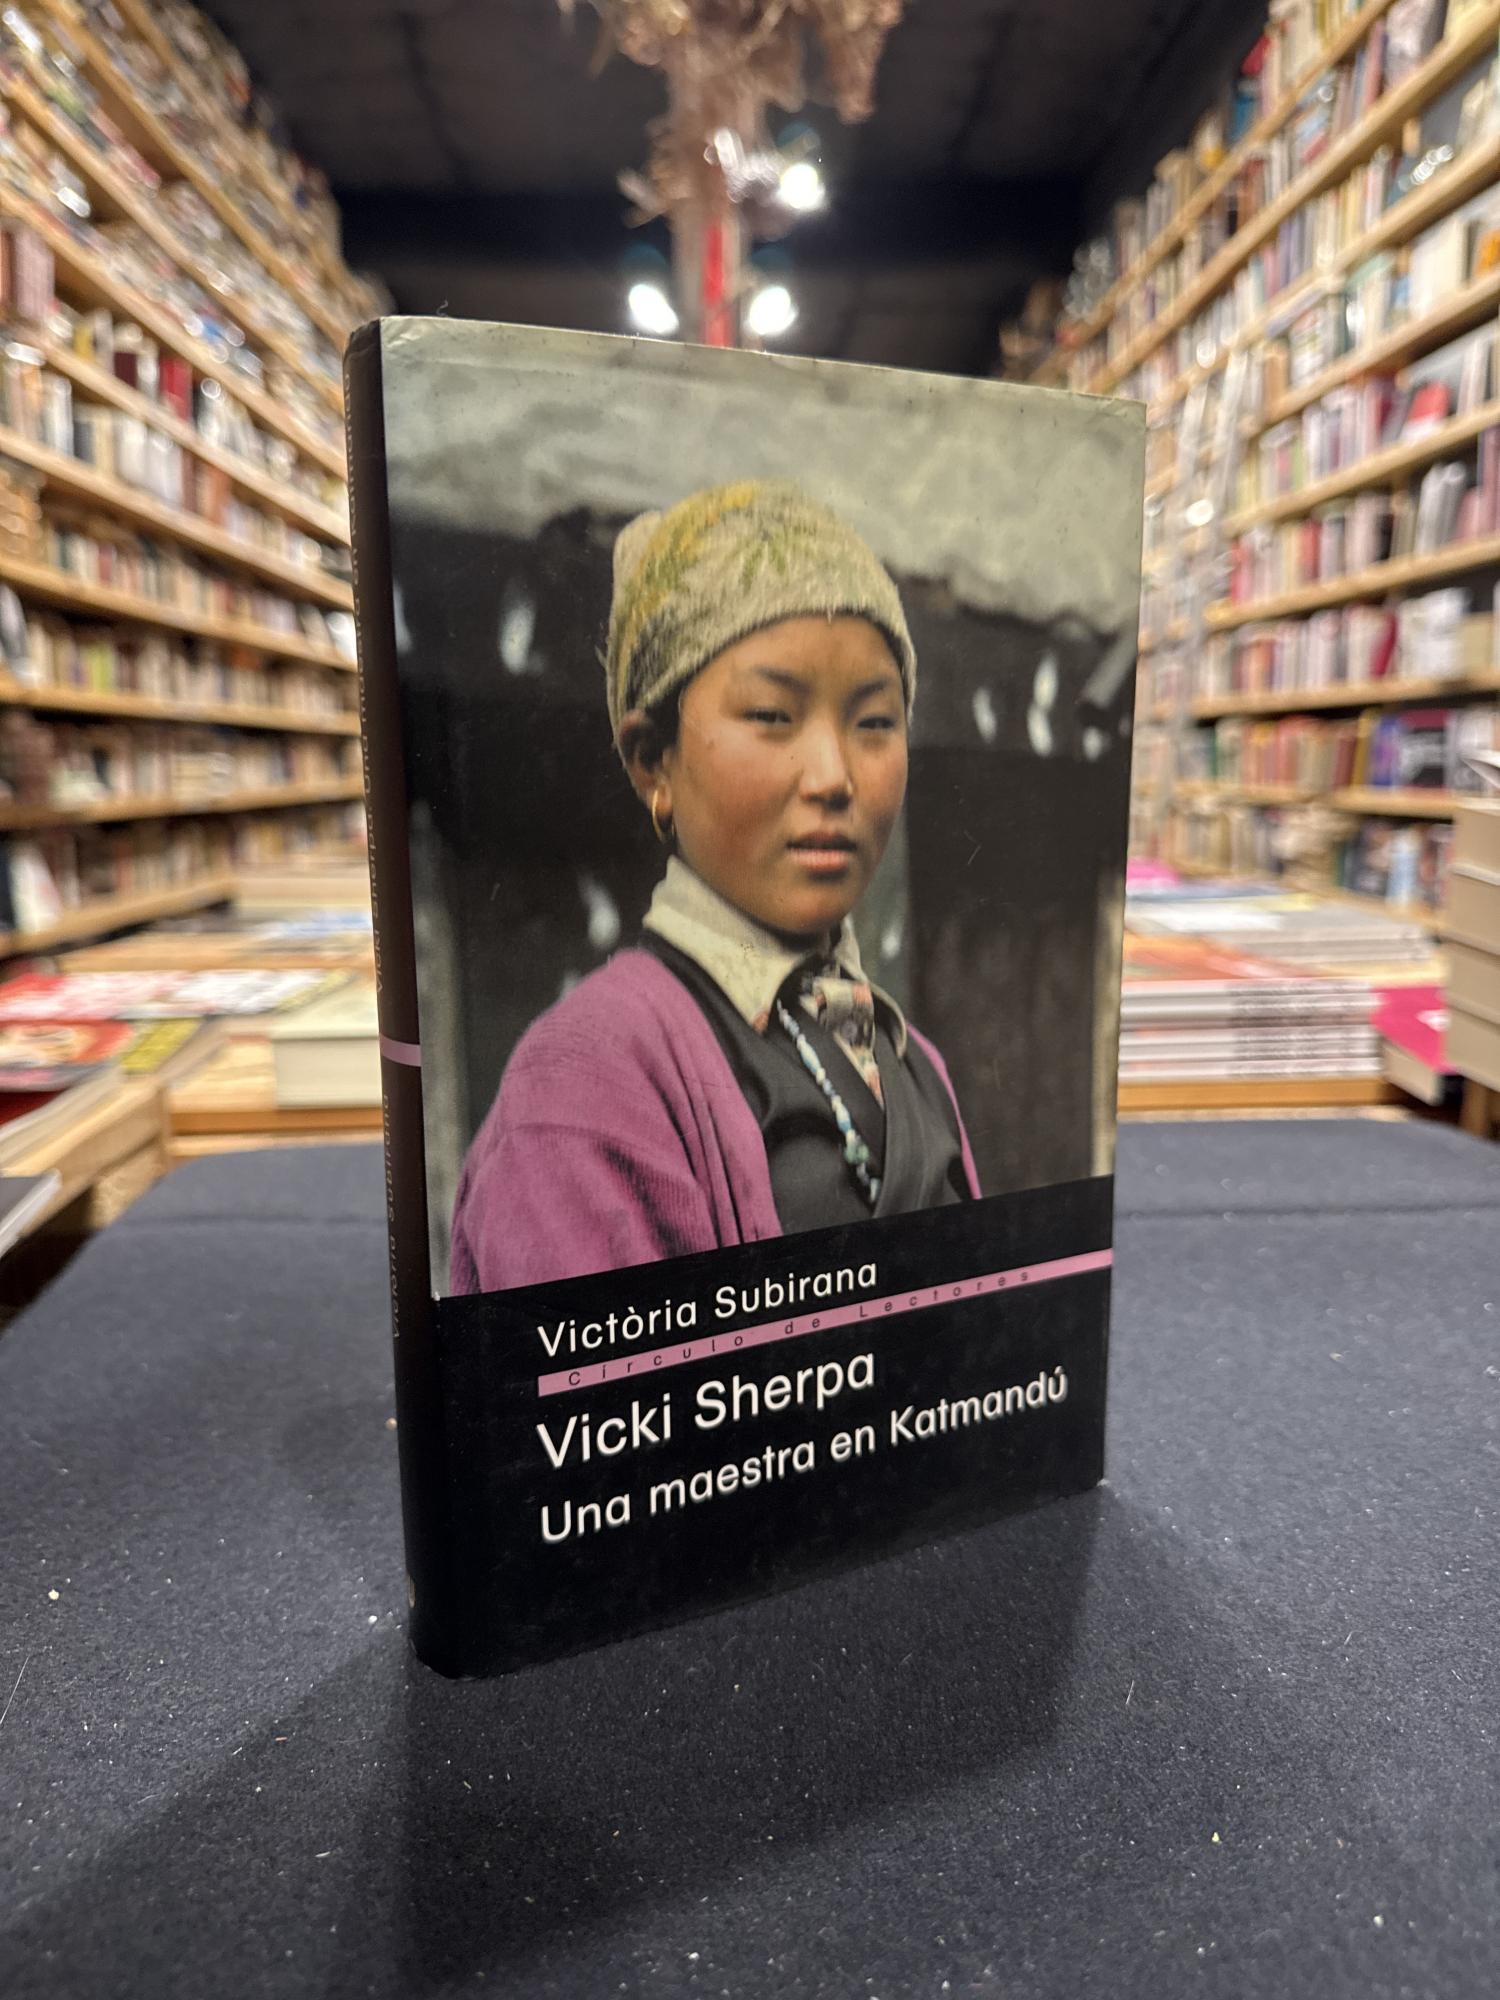 Victòria Subirana
Círculo de Lectores
Vicki Sherpa
Una maestra en Katmandú